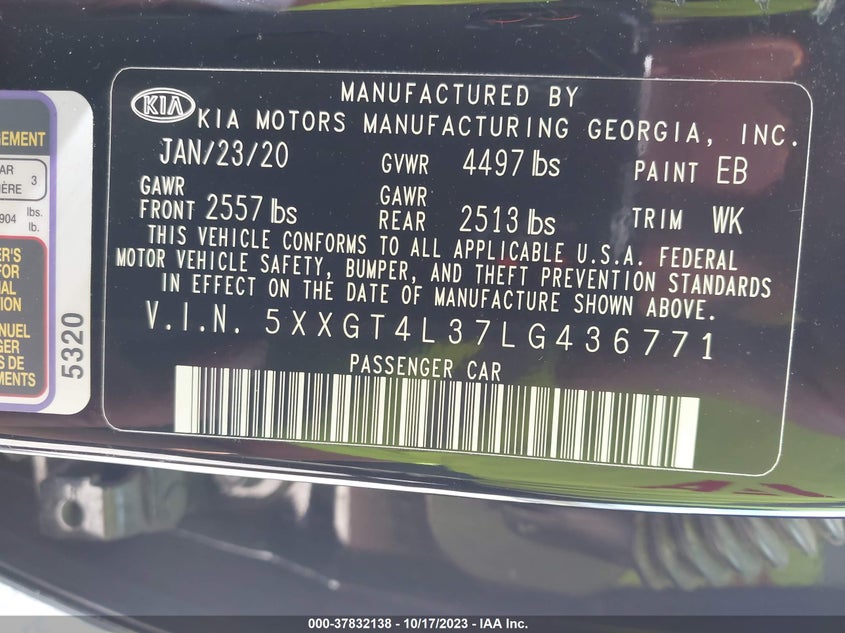 MANUFACTURED BY
KIA KIA MOTORS MANUFACTURING GEORGIA, INC.
JAN/23/20 GVWR 4497 lbs PAINT EB
GAWR FRONT 2557 lbs GAWR REAR 2513 lbs TRIM WK
THIS VEHICLE CONFORMS TO ALL APPLICABLE U.S.A. FEDERAL
MOTOR VEHICLE SAFETY, BUMPER, AND THEFT PREVENTION STANDARDS
IN EFFECT ON THE DATE OF MANUFACTURE SHOWN ABOVE.
V.I.N. 5XXGT4L37LG436771
PASSENGER CAR
3
904 lbs.
lb.
FOR
5320
000-37832138 - 10/17/2023 - IAA Inc.